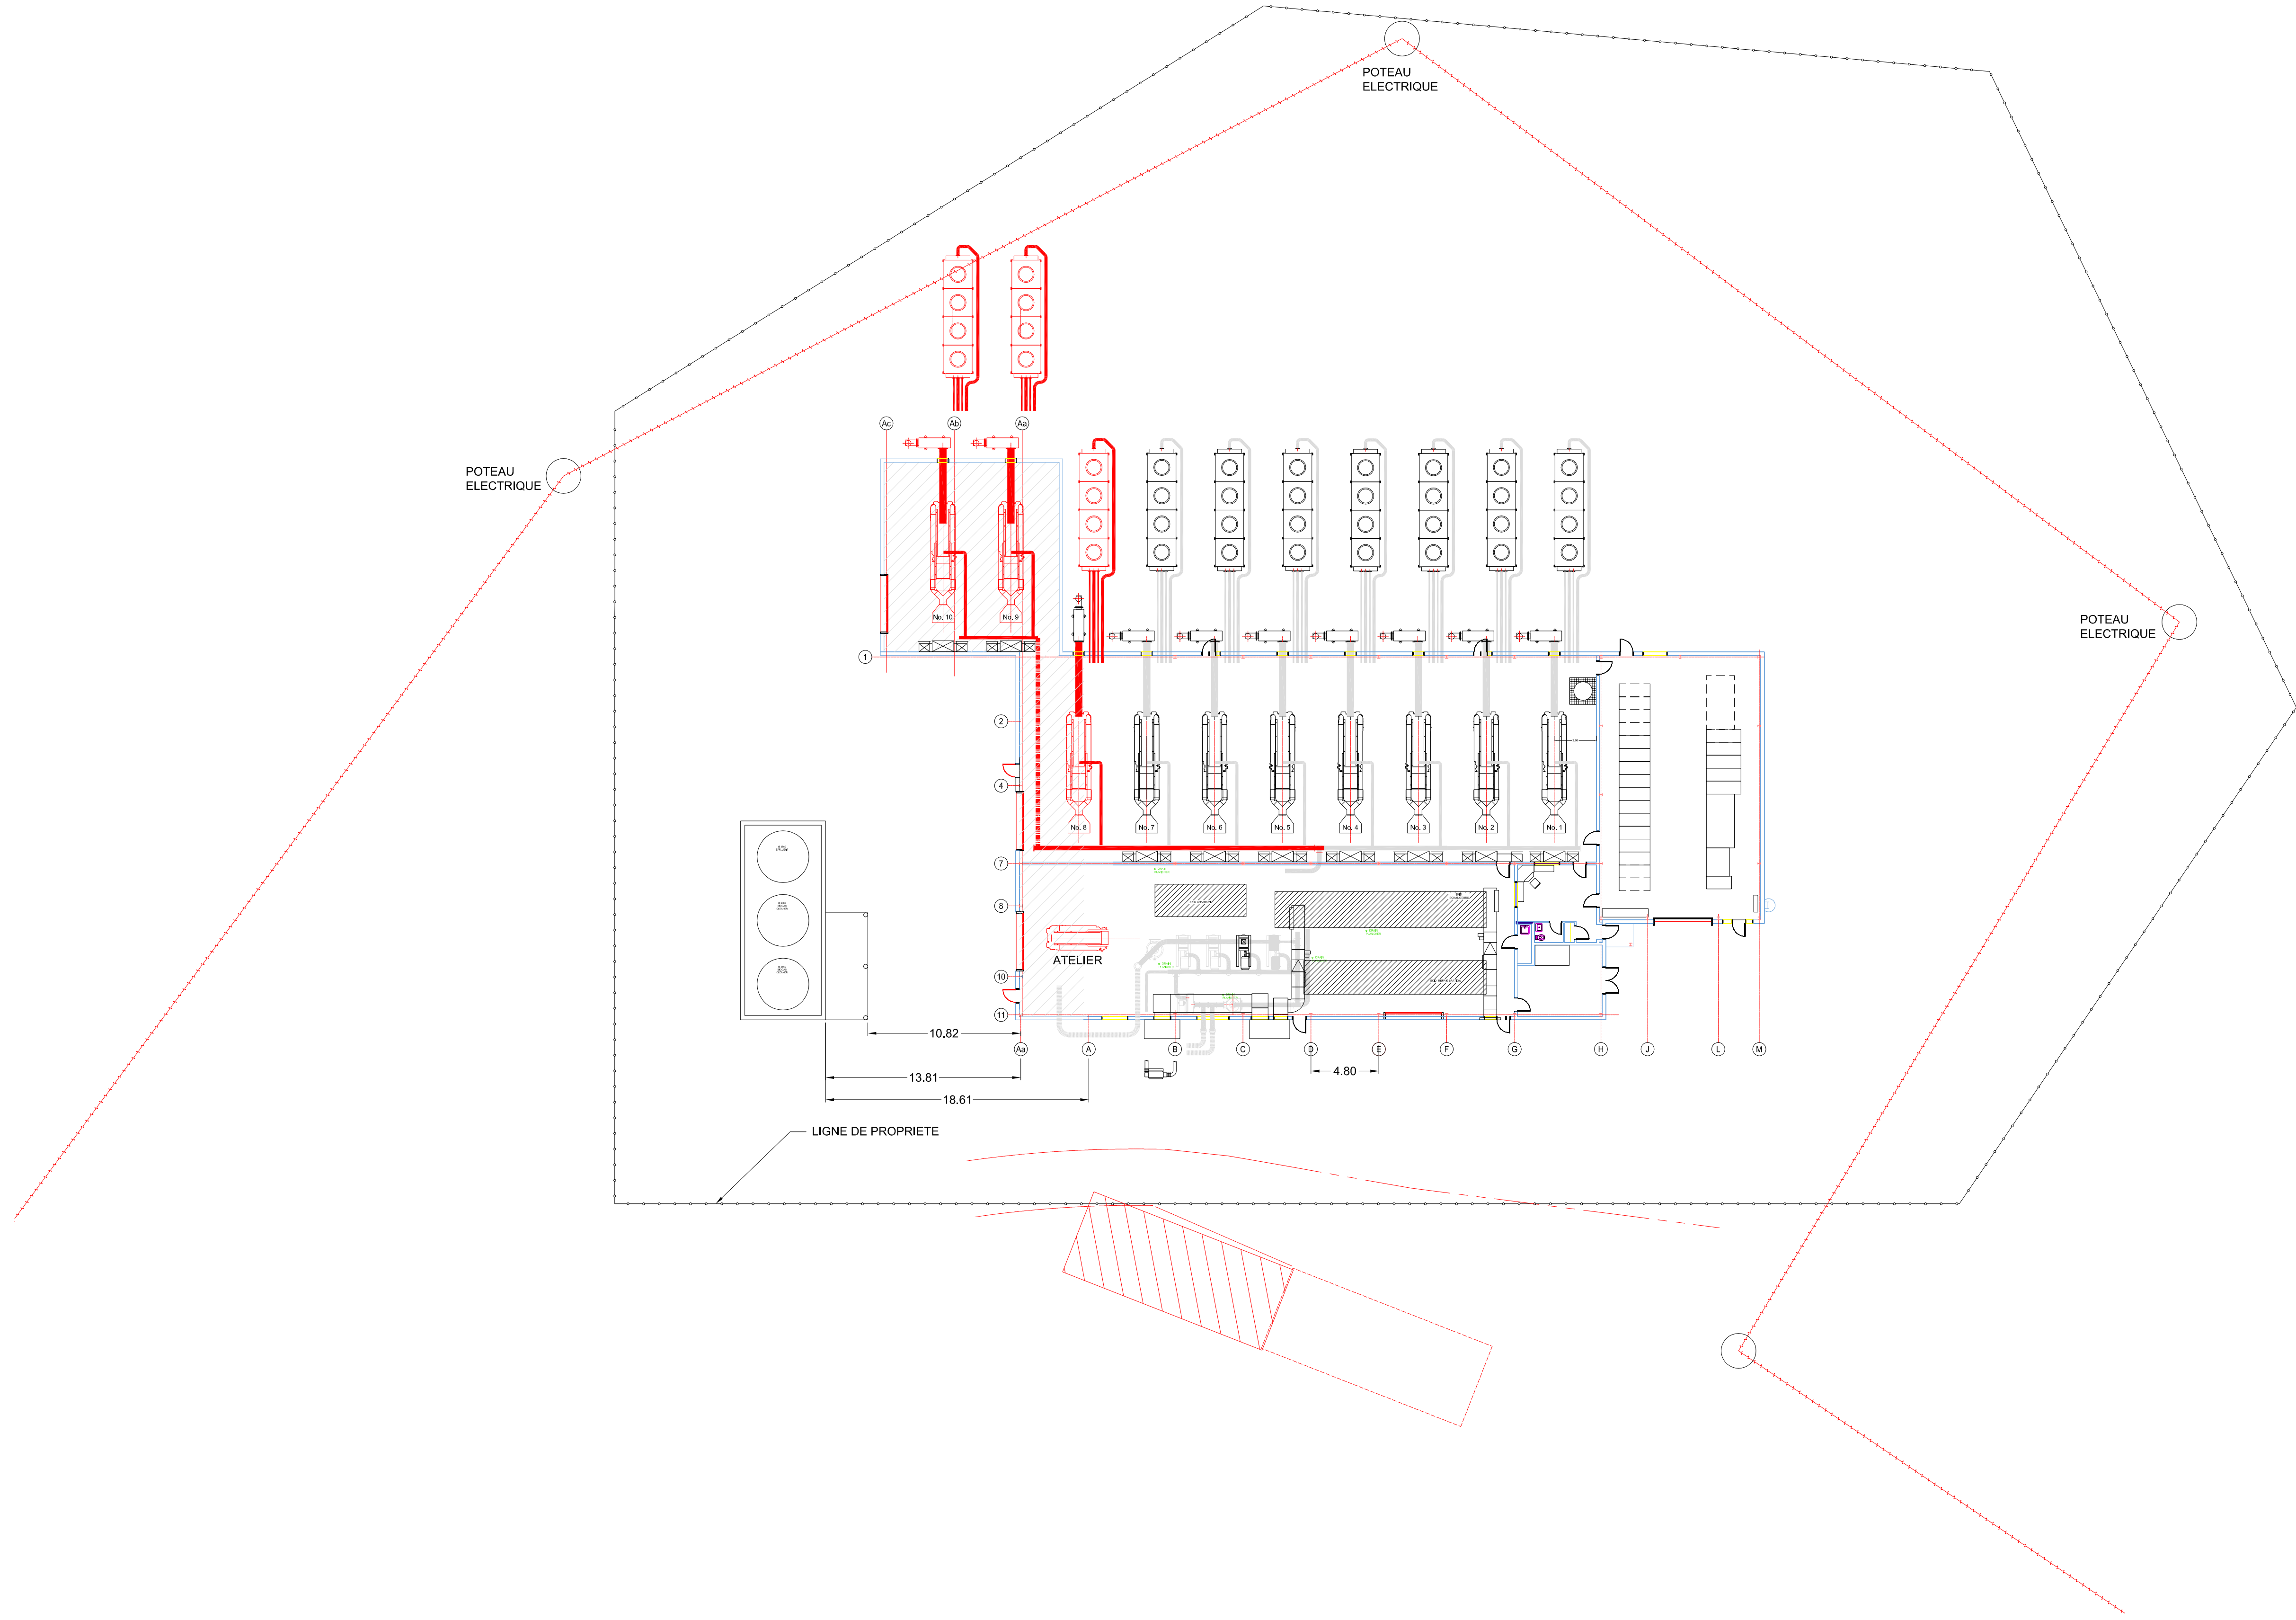 POTEAU
ELECTRIQUE
Ac
Ab
Aa
POTEAU
ELECTRIQUE
No. 10
No. 9
POTEAU
ELECTRIQUE
1
2
4
No. 8
No. 7
No. 6
No. 5
No. 4
No. 3
No. 2
No. 1
7
8
ATELIER
10
11
10.82
Aa
A
B
C
D
E
F
G
H
J
L
M
4.80
13.81
18.61
LIGNE DE PROPRIETE